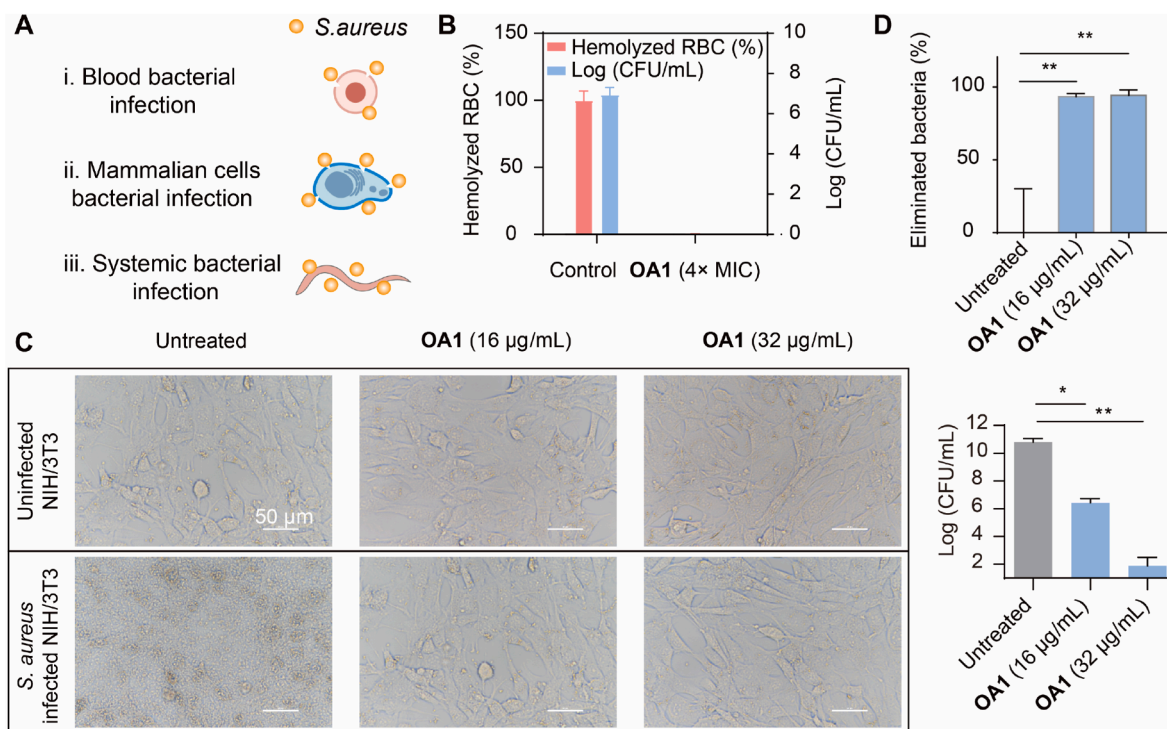 A
S.aureus
i. Blood bacterial
infection
ii. Mammalian cells
bacterial infection
iii. Systemic bacterial
infection
B
Hemolyzed RBC (%)
150
100
50
0
Hemolyzed RBC (%)
Log (CFU/mL)
10
8
6
4
2
0
Log (CFU/mL)
Control OA1 (4× MIC)
D
**
**
Eliminated bacteria (%)
100
50
0
Untreated
OA1 (16 µg/mL)
OA1 (32 µg/mL)
C
Untreated
OA1 (16 µg/mL)
OA1 (32 µg/mL)
Uninfected
NIH/3T3
50 µm
S. aureus
infected NIH/3T3
*
**
Log (CFU/mL)
12
10
8
6
4
2
Untreated
OA1 (16 µg/mL)
OA1 (32 µg/mL)